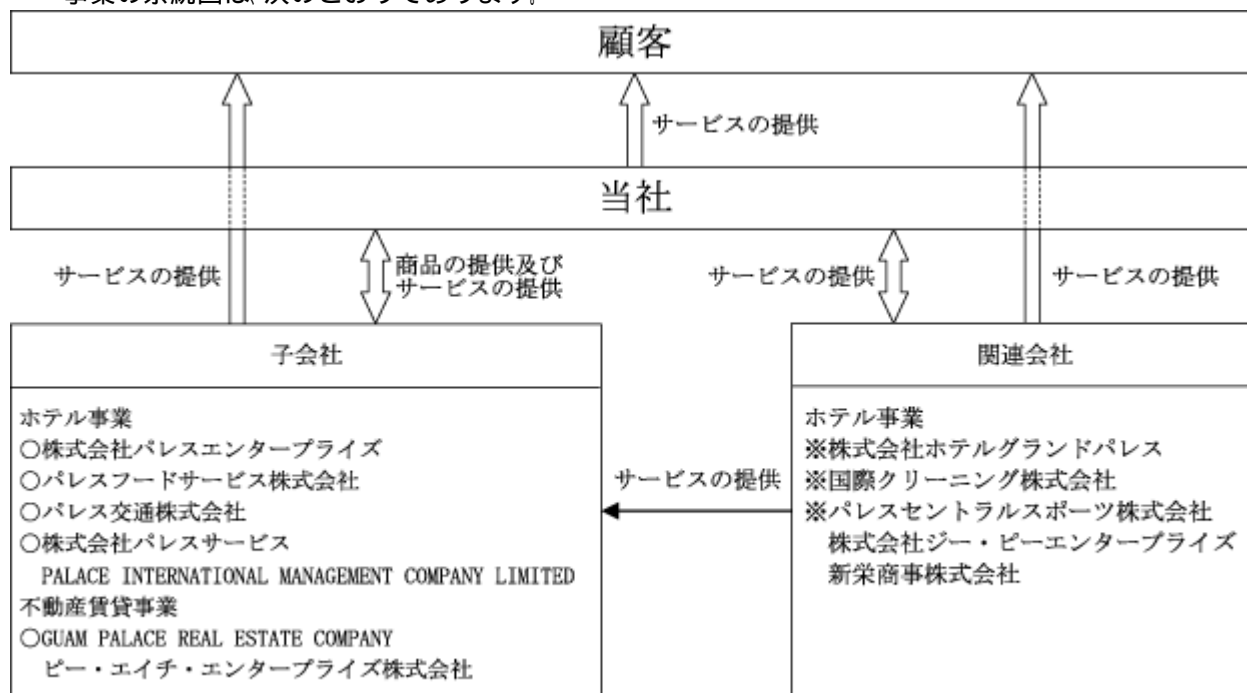 事業の系統図は、次のとおりであります。
顧客
サービスの提供
当社
サービスの提供
商品の提供及び
サービスの提供
サービスの提供
サービスの提供
子会社
ホテル事業
○株式会社パレスエンタープライズ
○パレスフードサービス株式会社
○パレス交通株式会社
○株式会社パレスサービス
PALACE INTERNATIONAL MANAGEMENT COMPANY LIMITED
不動産賃貸事業
○GUAM PALACE REAL ESTATE COMPANY
ピー・エイチ・エンタープライズ株式会社
サービスの提供
関連会社
ホテル事業
※株式会社ホテルグランドパレス
※国際クリーニング株式会社
※パレスセントラルスポーツ株式会社
株式会社ジー・ピーエンタープライズ
新栄商事株式会社